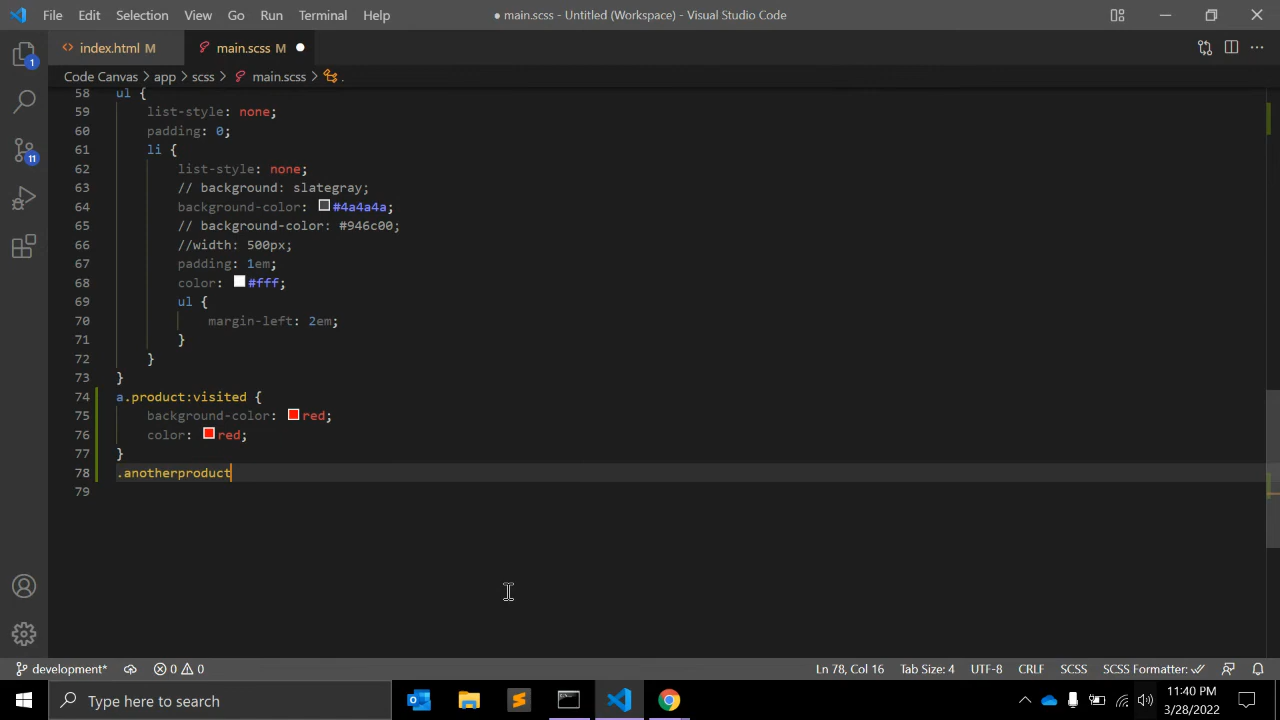 File Edit Selection View Go Run Terminal Help ● main.scss - Untitled (Workspace) - Visual Studio Code
<> index.html M main.scss M ●
Code Canvas > app > scss > main.scss > .
58 ul {
59 list-style: none;
60 padding: 0;
61 li {
62 list-style: none;
63 // background: slategray;
64 background-color: #4a4a4a;
65 // background-color: #946c00;
66 //width: 500px;
67 padding: 1em;
68 color: #fff;
69 ul {
70 margin-left: 2em;
71 }
72 }
73 }
74 a.product:visited {
75 background-color: red;
76 color: red;
77 }
78 .anotherproduct
79
1
11
development* 0 0 Ln 78, Col 16 Tab Size: 4 UTF-8 CRLF SCSS SCSS Formatter:
Type here to search
11:40 PM
3/28/2022